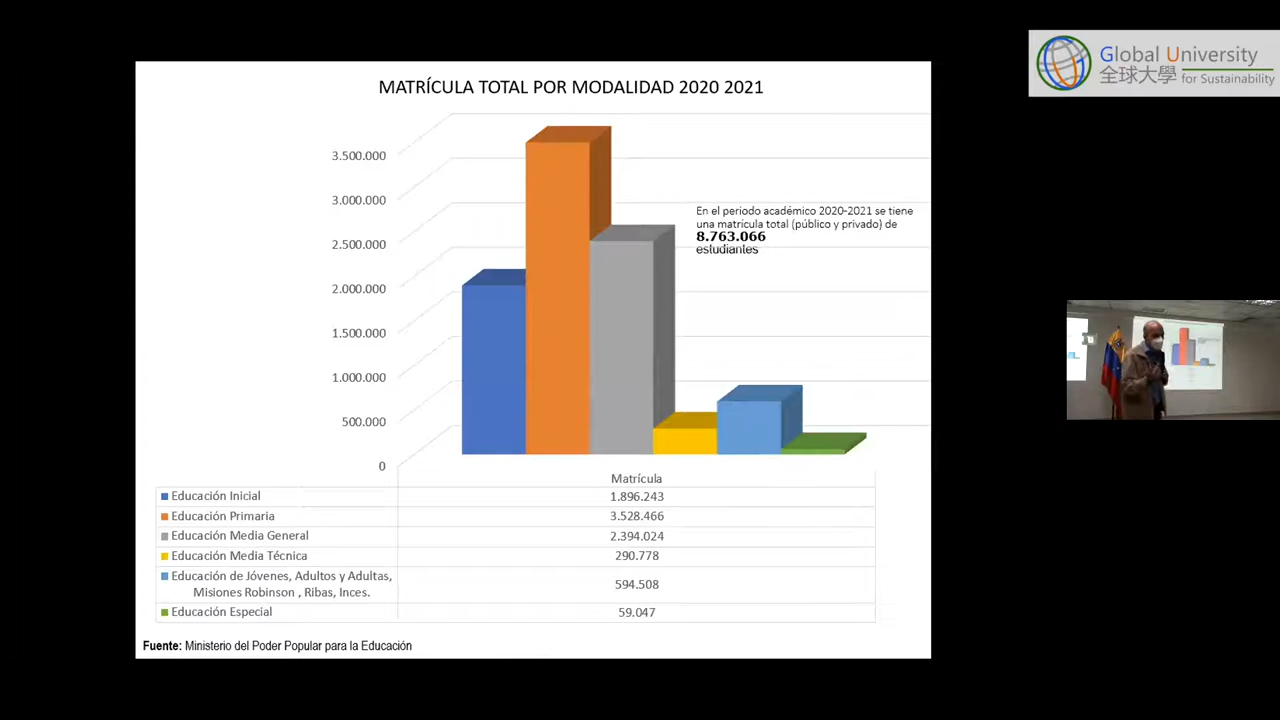 Global University
全球大學 for Sustainability
MATRÍCULA TOTAL POR MODALIDAD 2020 2021
3.500.000
3.000.000
2.500.000
2.000.000
1.500.000
1.000.000
500.000
0
En el periodo académico 2020-2021 se tiene
una matrícula total (público y privado) de
8.763.066
estudiantes
Matrícula
Educación Inicial 1.896.243
Educación Primaria 3.528.466
Educación Media General 2.394.024
Educación Media Técnica 290.778
Educación de Jóvenes, Adultos y Adultas,
Misiones Robinson , Ribas, Inces. 594.508
Educación Especial 59.047
Fuente: Ministerio del Poder Popular para la Educación